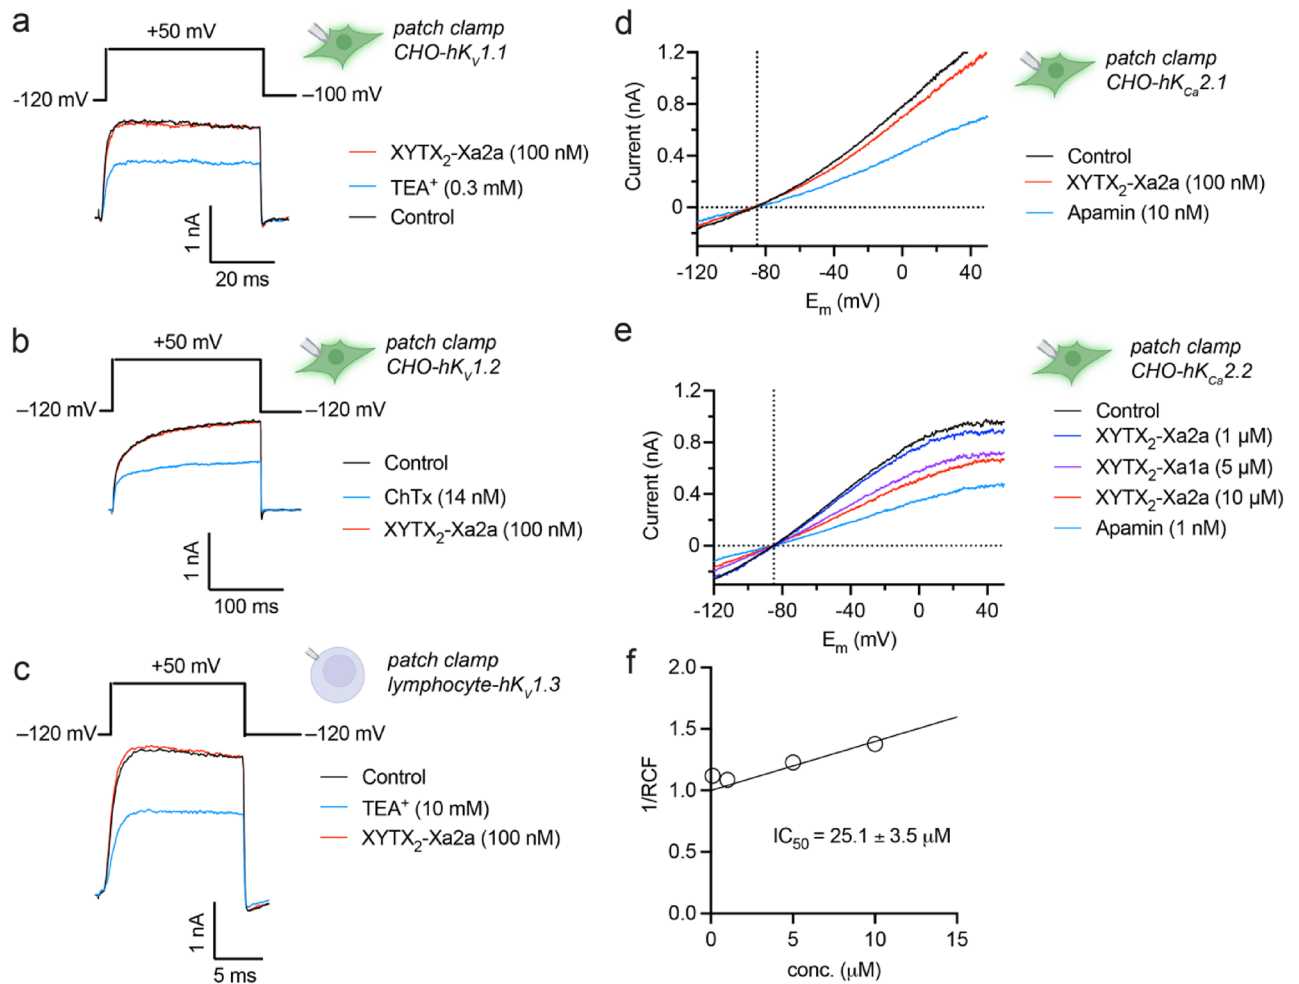 a
+50 mV
patch clamp
CHO-hKV1.1
-120 mV
–100 mV
XYTX2-Xa2a (100 nM)
TEA+ (0.3 mM)
Control
1 nA
20 ms
b
+50 mV
patch clamp
CHO-hKV1.2
–120 mV
–120 mV
Control
ChTx (14 nM)
XYTX2-Xa2a (100 nM)
1 nA
100 ms
c
+50 mV
patch clamp
lymphocyte-hKV1.3
–120 mV
–120 mV
Control
TEA+ (10 mM)
XYTX2-Xa2a (100 nM)
1 nA
5 ms
d
patch clamp
CHO-hKCa2.1
Current (nA)
1.2
0.8
0.4
0
-120 -80 -40 0 40
Em (mV)
Control
XYTX2-Xa2a (100 nM)
Apamin (10 nM)
e
patch clamp
CHO-hKCa2.2
Current (nA)
1.2
0.8
0.4
0
-120 -80 -40 0 40
Em (mV)
Control
XYTX2-Xa2a (1 µM)
XYTX2-Xa1a (5 µM)
XYTX2-Xa2a (10 µM)
Apamin (1 nM)
f
1/RCF
2.0
1.5
1.0
0.5
0.0
IC50 = 25.1 ± 3.5 µM
0 5 10 15
conc. (µM)